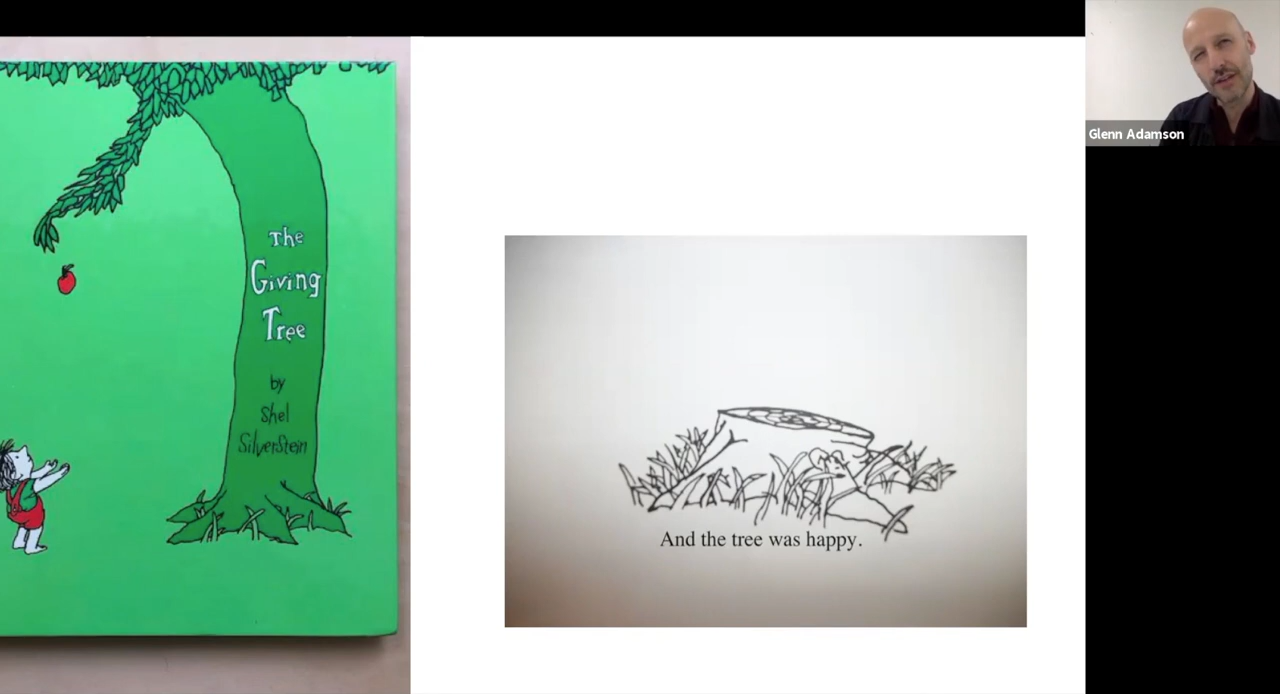 The
Giving
Tree
by
Shel
Silverstein
And the tree was happy.
Glenn Adamson